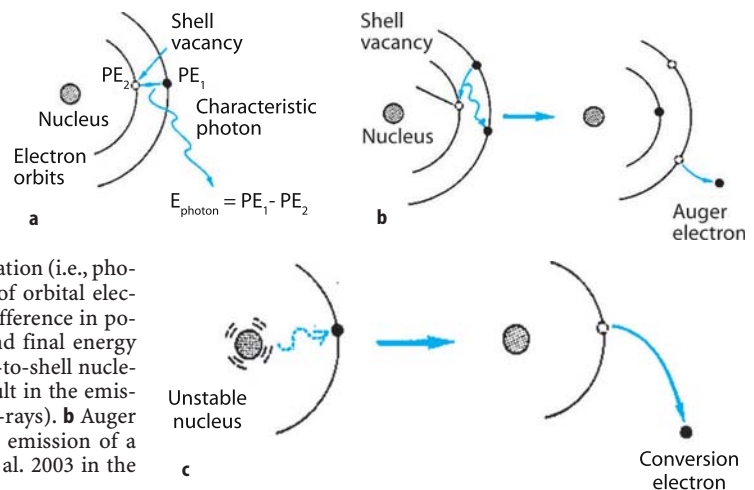 Shell
vacancy
PE2 PE1
Nucleus
Characteristic
photon
Electron
orbits
Ephoton = PE1- PE2
a
Shell
vacancy
Nucleus
b
Auger
electron
ation (i.e., pho-
of orbital elec-
fference in po-
nd final energy
-to-shell nucle-
ult in the emis-
-rays). b Auger
emission of a
al. 2003 in the
Unstable
nucleus
c
Conversion
electron